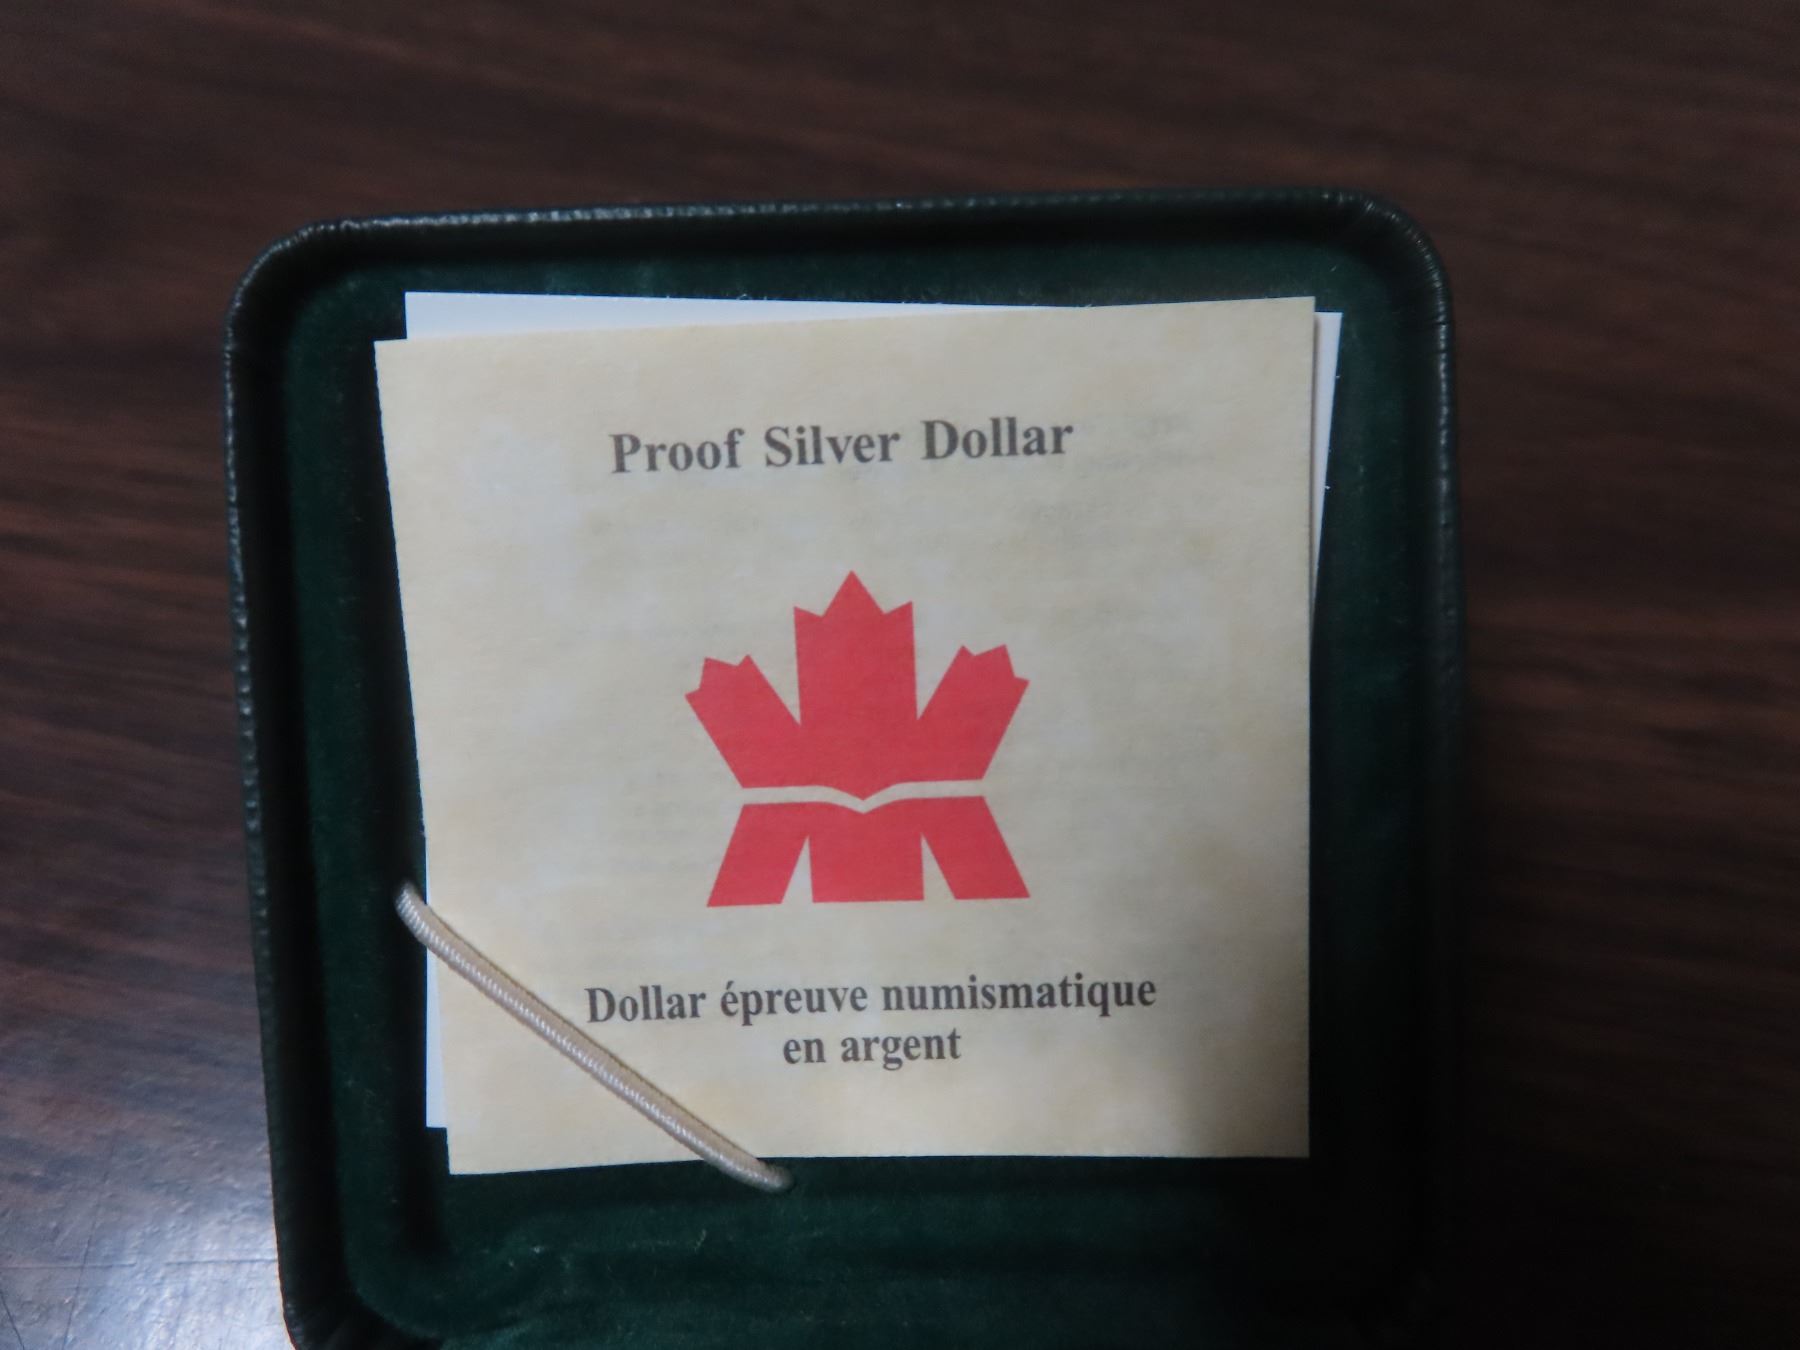 Proof Silver Dollar
Dollar épreuve numismatique
en argent